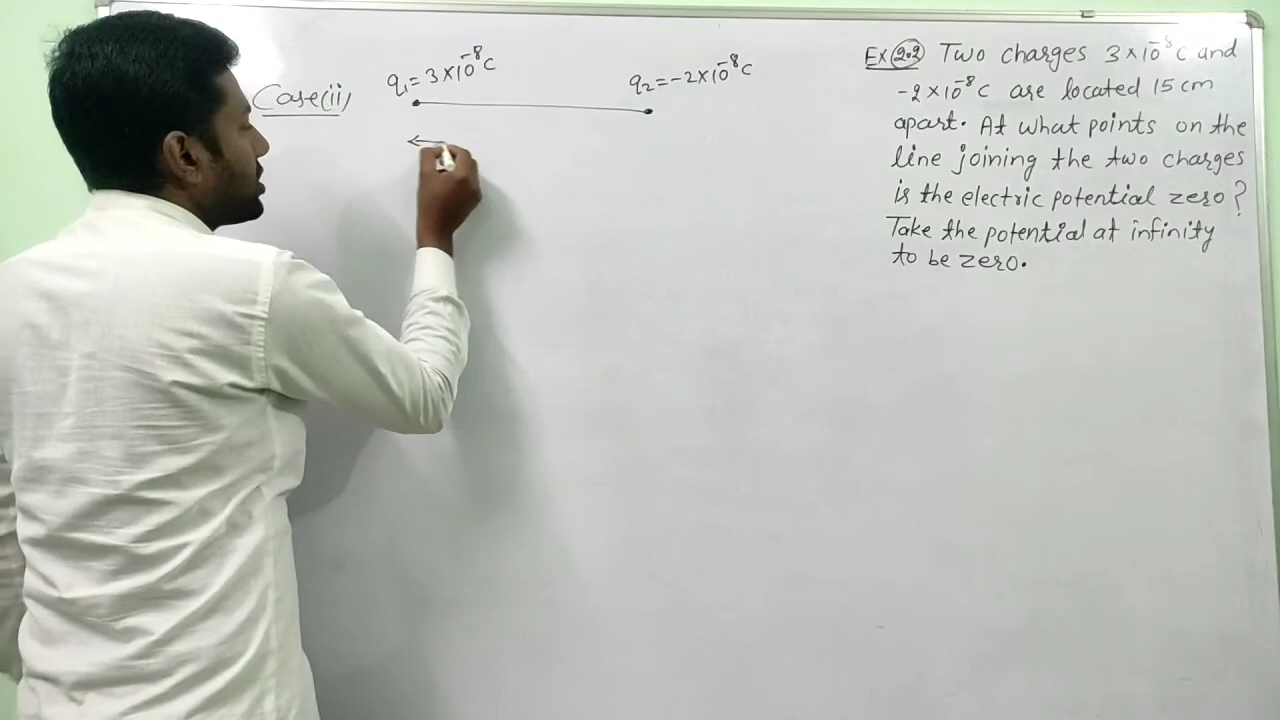 Case(ii)
q₁=3×10⁻⁸C
q₂=-2×10⁻⁸C
Ex 2.2 Two charges 3×10⁻⁸C and
-2×10⁻⁸C are located 15cm
apart. At what points on the
line joining the two charges
is the electric potential zero?
Take the potential at infinity
to be zero.